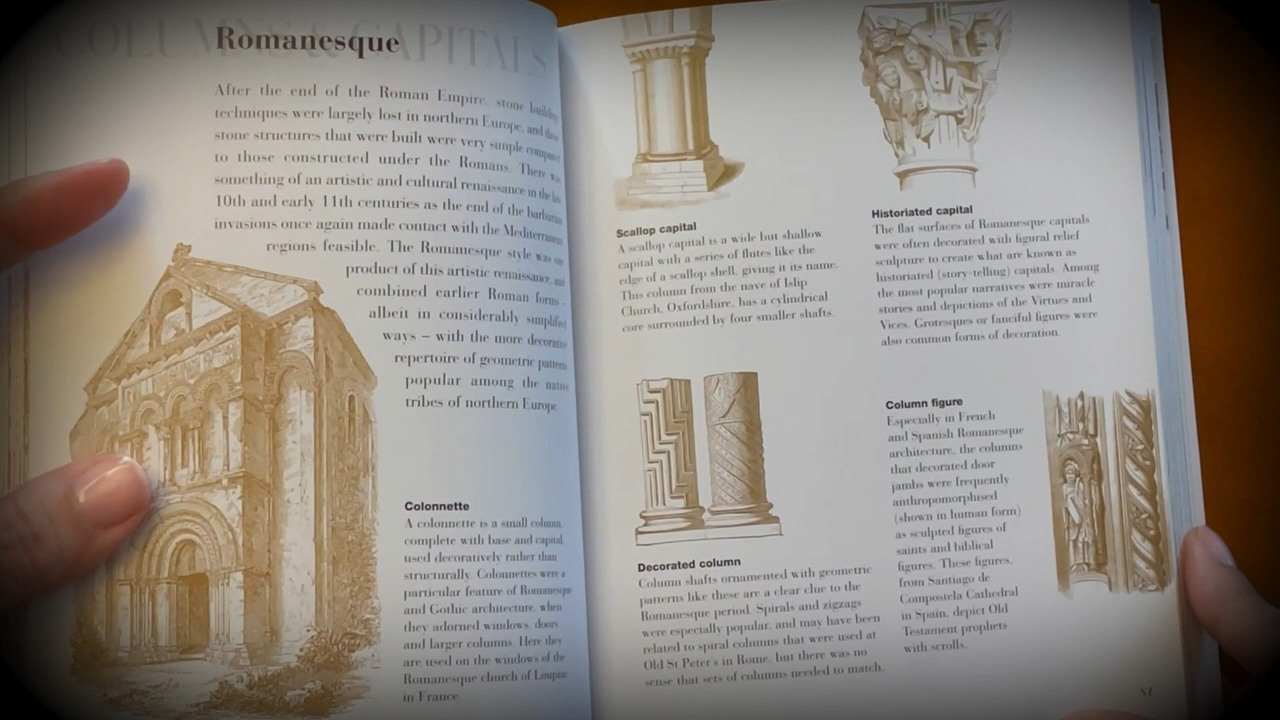 COLUMNS & CAPITALS
Romanesque
After the end of the Roman Empire, stone building
techniques were largely lost in northern Europe, and those
stone structures that were built were very simple compared
to those constructed under the Romans. There was
something of an artistic and cultural renaissance in the late
10th and early 11th centuries as the end of the barbarian
invasions once again made contact with the Mediterranean
regions feasible. The Romanesque style was
product of this artistic renaissance, and
combined earlier Roman forms –
albeit in considerably simplified
ways – with the more decorative
repertoire of geometric patterns
popular among the native
tribes of northern Europe.
Colonnette
A colonnette is a small column,
complete with base and capital,
used decoratively rather than
structurally. Colonnettes were a
particular feature of Romanesque
and Gothic architecture, when
they adorned windows, doors
and larger columns. Here they
are used on the windows of the
Romanesque church of Loupiac
in France.
Scallop capital
A scallop capital is a wide but shallow
capital with a series of flutes like the
edge of a scallop shell, giving it its name.
This column from the nave of Islip
Church, Oxfordshire, has a cylindrical
core surrounded by four smaller shafts.
Historiated capital
The flat surfaces of Romanesque capitals
were often decorated with figural relief
sculpture to create what are known as
historiated (story-telling) capitals. Among
the most popular narratives were miracle
stories and depictions of the Virtues and
Vices. Grotesques or fanciful figures were
also common forms of decoration.
Decorated column
Column shafts ornamented with geometric
patterns like these are a clear clue to the
Romanesque period. Spirals and zigzags
were especially popular, and may have been
related to spiral columns that were used at
Old St Peter's in Rome, but there was no
sense that sets of columns needed to match.
Column figure
Especially in French
and Spanish Romanesque
architecture, the columns
that decorated door
jambs were frequently
anthropomorphised
(shown in human form)
as sculpted figures of
saints and biblical
figures. These figures,
from Santiago de
Compostela Cathedral
in Spain, depict Old
Testament prophets
with scrolls.
81